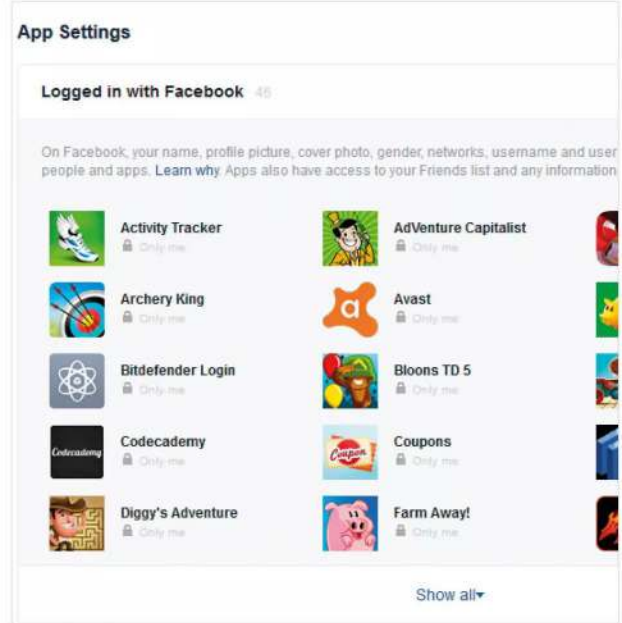 App Settings
Logged in with Facebook 46
On Facebook, your name, profile picture, cover photo, gender, networks, username and user
people and apps. Learn why. Apps also have access to your Friends list and any information
Activity Tracker
Only me
AdVenture Capitalist
Only me
Archery King
Only me
a
Avast
Only me
Bitdefender Login
Only me
Bloons TD 5
Only me
Codecademy
Codecademy
Only me
Coupon
Coupons
Only me
Diggy's Adventure
Only me
Farm Away!
Only me
Show all